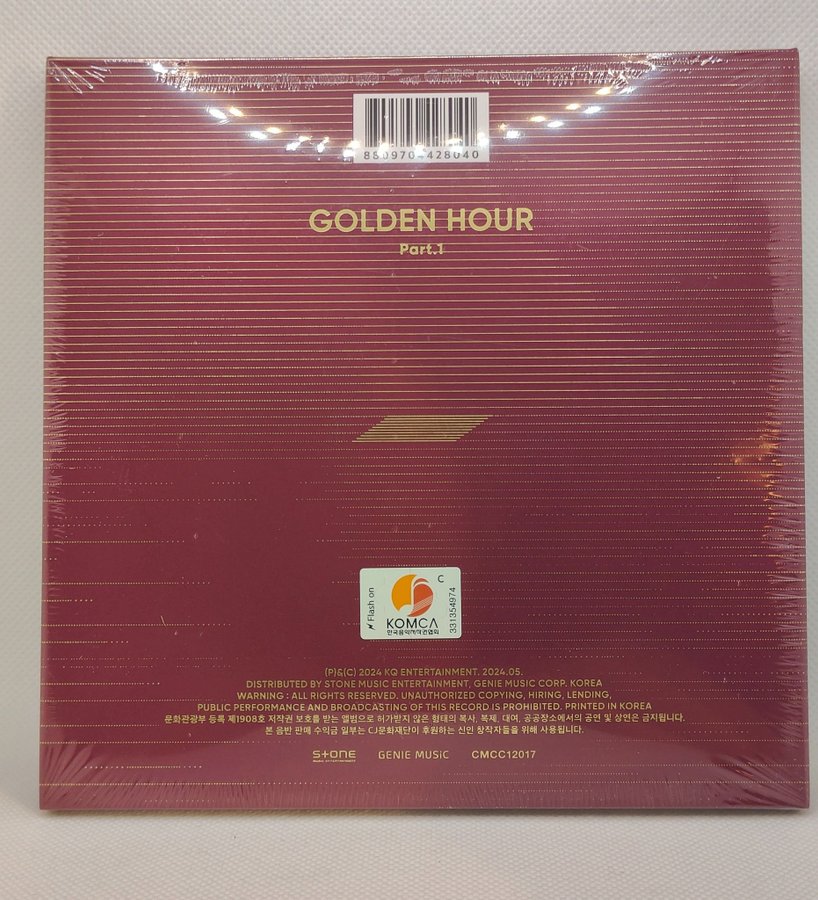 GOLDEN HOUR
Part.1
Flash on
C
KOMCA
한국음악저작권협회
331354974
(P)&(C) 2024 KQ ENTERTAINMENT. 2024.05.
DISTRIBUTED BY STONE MUSIC ENTERTAINMENT, GENIE MUSIC CORP. KOREA
WARNING : ALL RIGHTS RESERVED. UNAUTHORIZED COPYING, HIRING, LENDING,
PUBLIC PERFORMANCE AND BROADCASTING OF THIS RECORD IS PROHIBITED. PRINTED IN KOREA
문화관광부 등록 제1908호 저작권 보호를 받는 앨범으로 허가받지 않은 형태의 복사, 복제, 대여, 공공장소에서의 공연 및 상연은 금지됩니다.
본 음반 판매 수익금 일부는 CJ문화재단이 후원하는 신인 창작자들을 위해 사용됩니다.
STONE GENIE MUSIC CMCC12017